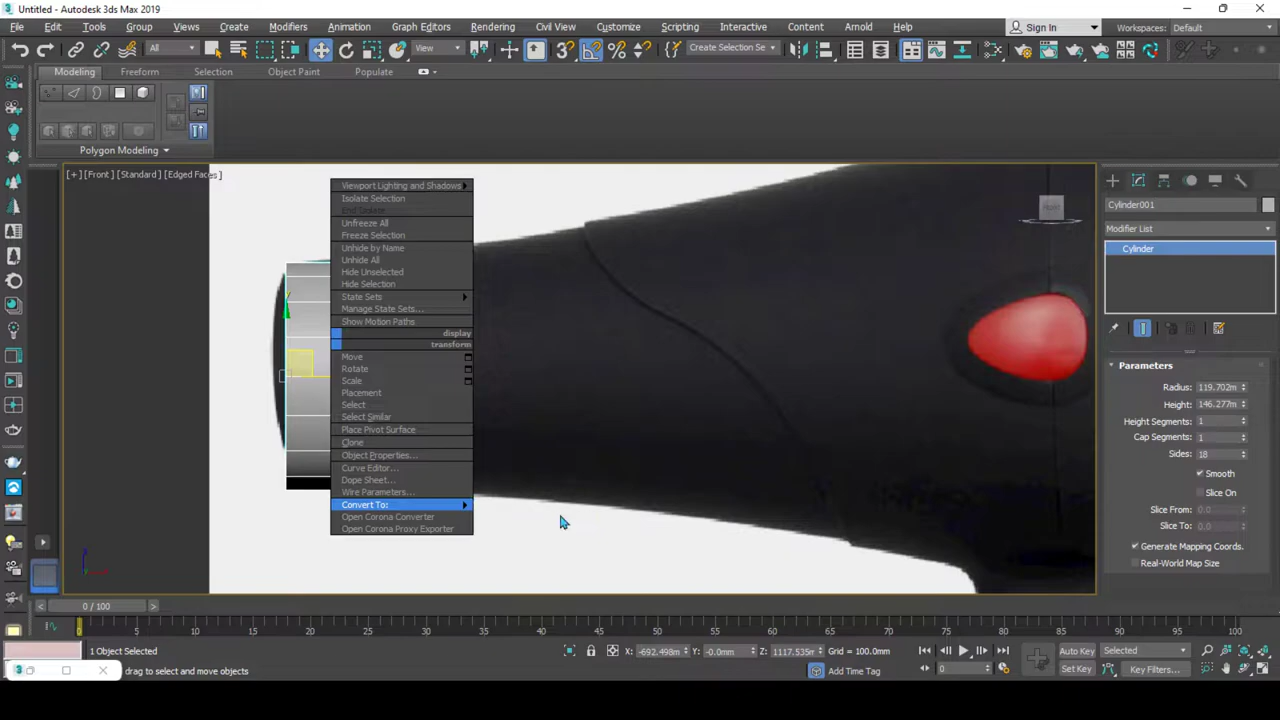 Untitled - Autodesk 3ds Max 2019
File Edit Tools Group Views Create Modifiers Animation Graph Editors Rendering Civil View Customize Scripting Interactive Content Arnold Help Sign In Workspaces: Default
All View Create Selection Se
Modeling Freeform Selection Object Paint Populate
Polygon Modeling
[+] [Front] [Standard] [Edged Faces]
Viewport Lighting and Shadows
Isolate Selection
End Isolate
Unfreeze All
Freeze Selection
Unhide by Name
Unhide All
Hide Unselected
Hide Selection
State Sets
Manage State Sets...
Show Motion Paths
display
transform
Move
Rotate
Scale
Placement
Select
Select Similar
Place Pivot Surface
Clone
Object Properties...
Curve Editor...
Dope Sheet...
Wire Parameters...
Convert To:
Open Corona Converter
Open Corona Proxy Exporter
Cylinder001
Modifier List
Cylinder
Parameters
Radius: 119.702m
Height: 146.277m
Height Segments: 1
Cap Segments: 1
Sides: 18
Smooth
Slice On
Slice From: 0.0
Slice To: 0.0
Generate Mapping Coords.
Real-World Map Size
0 / 100
0 5 10 15 20 25 30 35 40 45 50 55 60 65 70 75 80 85 90 95 100
1 Object Selected
X: -692.498m Y: -0.0mm Z: 1117.535m Grid = 100.0mm
Auto Key Selected
drag to select and move objects
Add Time Tag
0
Set Key Key Filters...